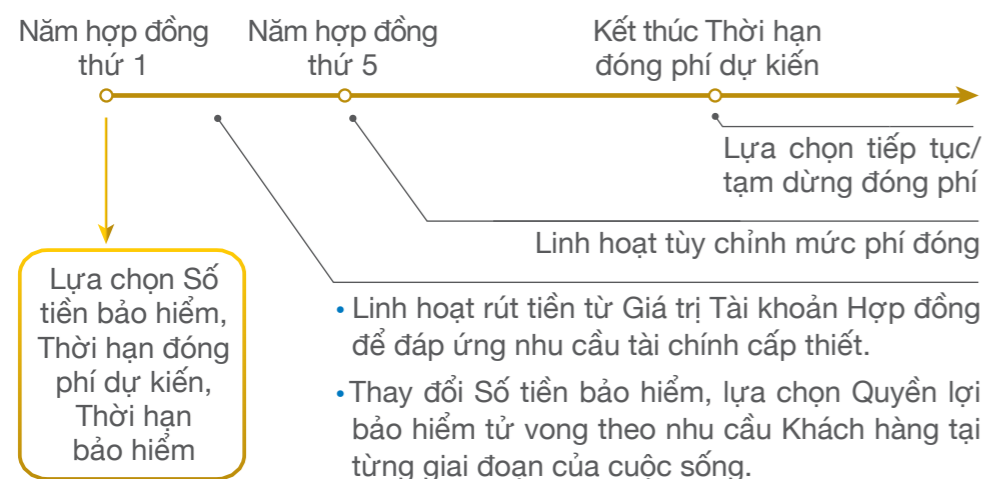 Năm hợp đồng
thứ 1
Năm hợp đồng
thứ 5
Kết thúc Thời hạn
đóng phí dự kiến
Lựa chọn tiếp tục/
tạm dừng đóng phí
Linh hoạt tùy chỉnh mức phí đóng
Lựa chọn Số
tiền bảo hiểm,
Thời hạn đóng
phí dự kiến,
Thời hạn
bảo hiểm
• Linh hoạt rút tiền từ Giá trị Tài khoản Hợp đồng
để đáp ứng nhu cầu tài chính cấp thiết.
• Thay đổi Số tiền bảo hiểm, lựa chọn Quyền lợi
bảo hiểm tử vong theo nhu cầu Khách hàng tại
từng giai đoạn của cuộc sống.